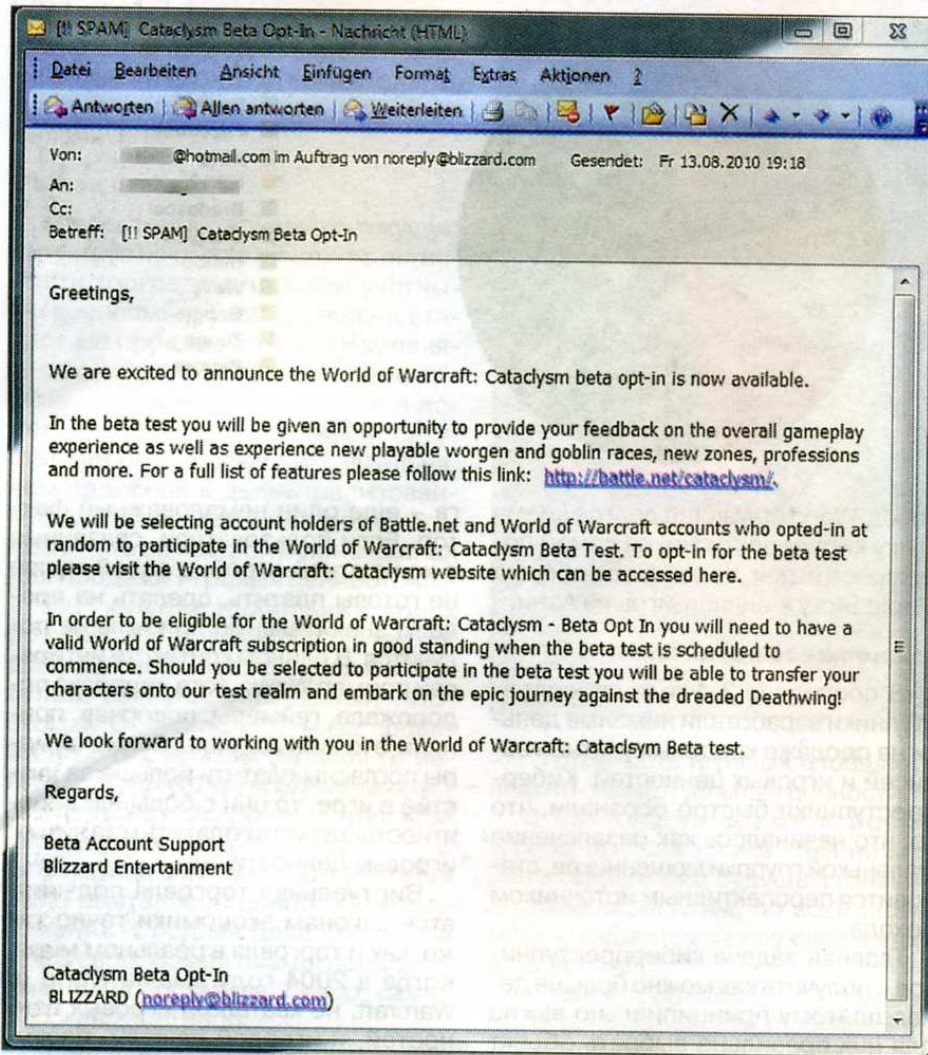 [!! SPAM] Cataclysm Beta Opt-In - Nachricht (HTML)
Datei Bearbeiten Ansicht Einfügen Format Extras Aktionen ?
Antworten Allen antworten Weiterleiten
Von: @hotmail.com im Auftrag von noreply@blizzard.com Gesendet: Fr 13.08.2010 19:18
An:
Cc:
Betreff: [!! SPAM] Cataclysm Beta Opt-In
Greetings,
We are excited to announce the World of Warcraft: Cataclysm beta opt-in is now available.
In the beta test you will be given an opportunity to provide your feedback on the overall gameplay
experience as well as experience new playable worgen and goblin races, new zones, professions
and more. For a full list of features please follow this link: http://battle.net/cataclysm/.
We will be selecting account holders of Battle.net and World of Warcraft accounts who opted-in at
random to participate in the World of Warcraft: Cataclysm Beta Test. To opt-in for the beta test
please visit the World of Warcraft: Cataclysm website which can be accessed here.
In order to be eligible for the World of Warcraft: Cataclysm - Beta Opt In you will need to have a
valid World of Warcraft subscription in good standing when the beta test is scheduled to
commence. Should you be selected to participate in the beta test you will be able to transfer your
characters onto our test realm and embark on the epic journey against the dreaded Deathwing!
We look forward to working with you in the World of Warcraft: Cataclsym Beta test.
Regards,
Beta Account Support
Blizzard Entertainment
Cataclysm Beta Opt-In
BLIZZARD (noreply@blizzard.com)